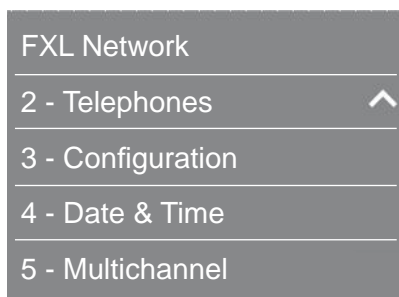 FXL Network
2 - Telephones
3 - Configuration
4 - Date & Time
5 - Multichannel